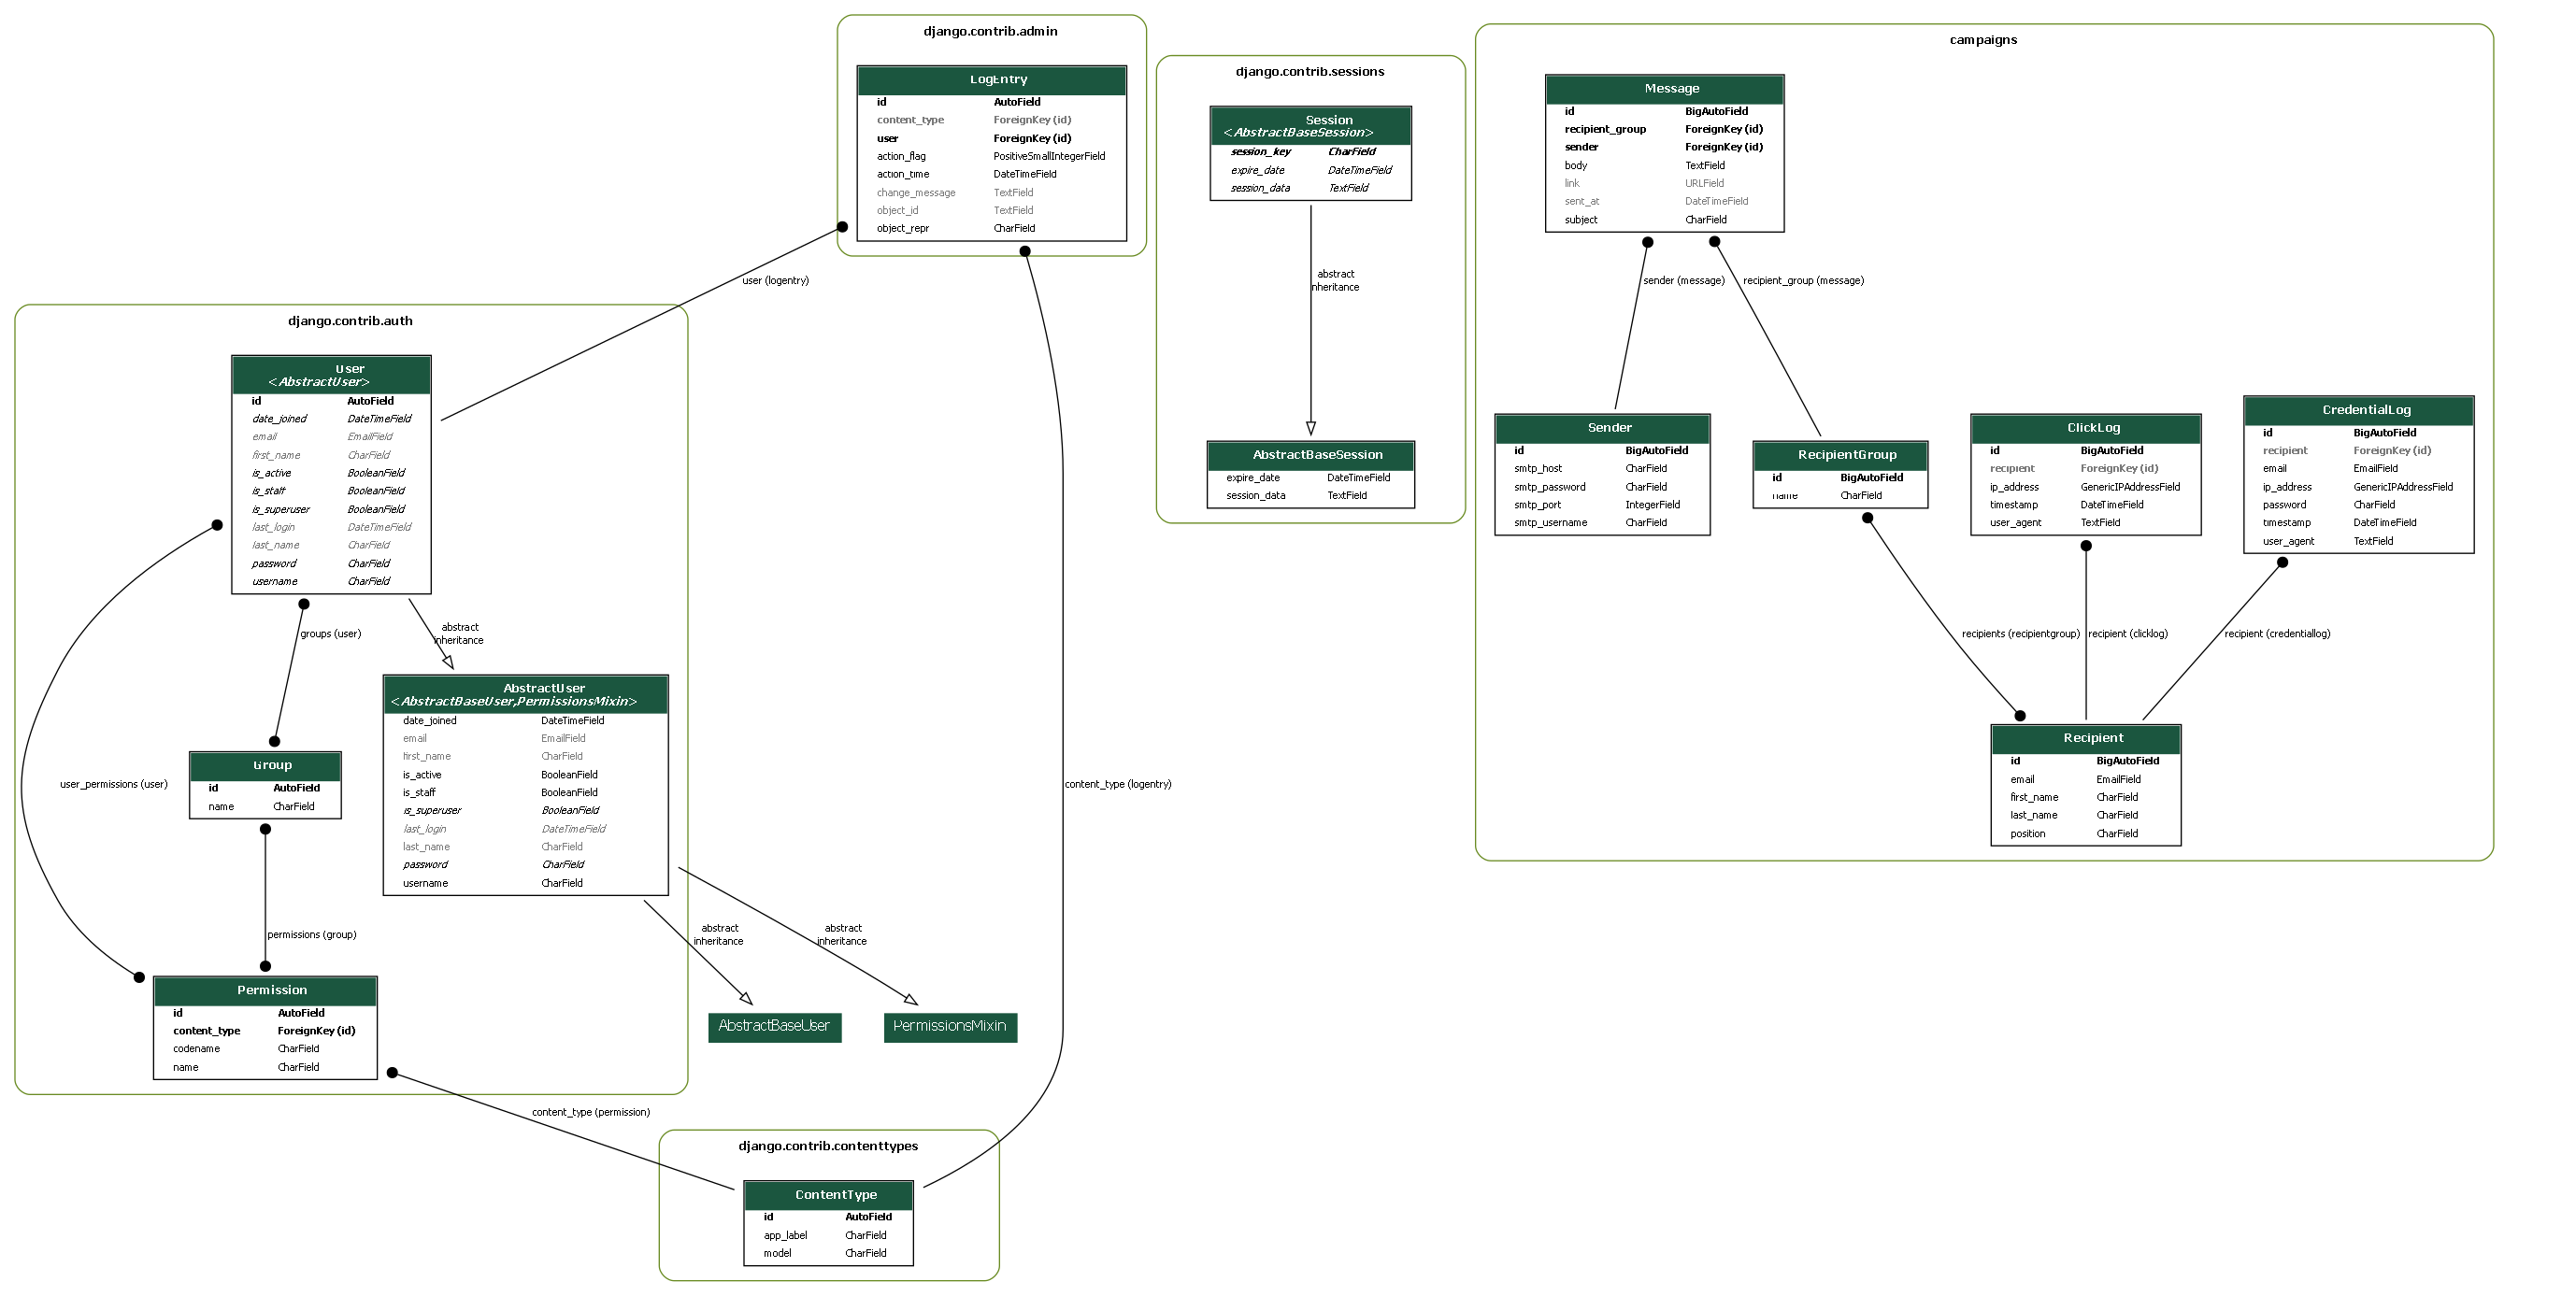 django.contrib.admin
LogEntry
id AutoField
content_type ForeignKey (id)
user ForeignKey (id)
action_flag PositiveSmallIntegerField
action_time DateTimeField
change_message TextField
object_id TextField
object_repr CharField
django.contrib.sessions
Session
<AbstractBaseSession>
session_key CharField
expire_date DateTimeField
session_data TextField
abstract
inheritance
AbstractBaseSession
expire_date DateTimeField
session_data TextField
campaigns
Message
id BigAutoField
recipient_group ForeignKey (id)
sender ForeignKey (id)
body TextField
link URLField
sent_at DateTimeField
subject CharField
sender (message)
recipient_group (message)
Sender
id BigAutoField
smtp_host CharField
smtp_password CharField
smtp_port IntegerField
smtp_username CharField
RecipientGroup
id BigAutoField
name CharField
ClickLog
id BigAutoField
recipient ForeignKey (id)
ip_address GenericIPAddressField
timestamp DateTimeField
user_agent TextField
CredentialLog
id BigAutoField
recipient ForeignKey (id)
email EmailField
ip_address GenericIPAddressField
password CharField
timestamp DateTimeField
user_agent TextField
recipients (recipientgroup)
recipient (clicklog)
recipient (credentiallog)
Recipient
id BigAutoField
email EmailField
first_name CharField
last_name CharField
position CharField
user (logentry)
content_type (logentry)
django.contrib.auth
User
<AbstractUser>
id AutoField
date_joined DateTimeField
email EmailField
first_name CharField
is_active BooleanField
is_staff BooleanField
is_superuser BooleanField
last_login DateTimeField
last_name CharField
password CharField
username CharField
groups (user)
abstract
inheritance
user_permissions (user)
Group
id AutoField
name CharField
AbstractUser
<AbstractBaseUser,PermissionsMixin>
date_joined DateTimeField
email EmailField
first_name CharField
is_active BooleanField
is_staff BooleanField
is_superuser BooleanField
last_login DateTimeField
last_name CharField
password CharField
username CharField
permissions (group)
abstract
inheritance
abstract
inheritance
Permission
id AutoField
content_type ForeignKey (id)
codename CharField
name CharField
AbstractBaseUser
PermissionsMixin
content_type (permission)
django.contrib.contenttypes
ContentType
id AutoField
app_label CharField
model CharField